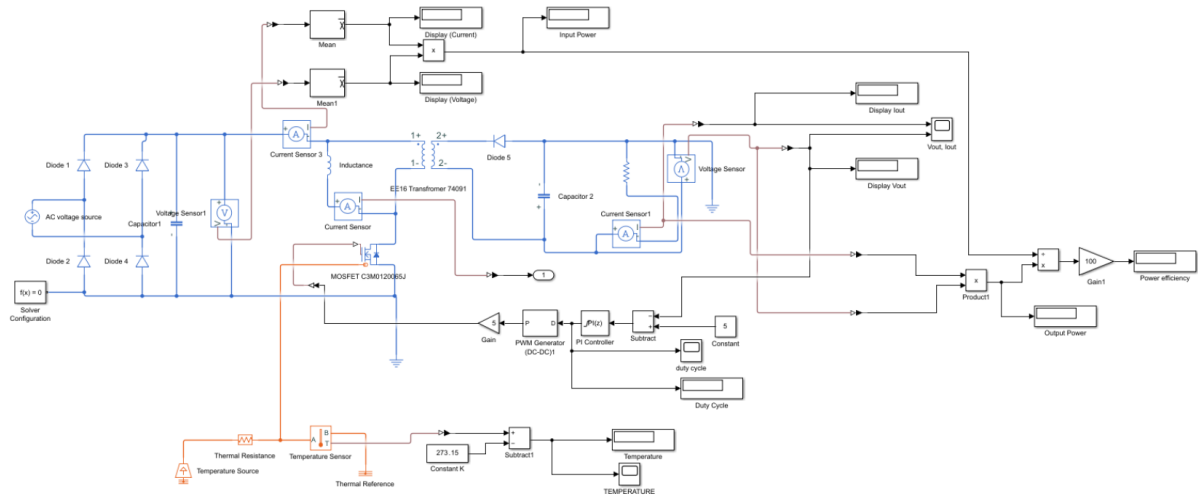 Mean
Display (Current)
Input Power
x
Mean1
Display (Voltage)
Display Iout
Vout, Iout
Display Vout
Diode 1
Diode 3
Current Sensor 3
1+
2+
Inductance
1-
2-
Diode 5
Voltage Sensor
EE16 Transfromer 74091
AC voltage source
Capacitor1
Voltage Sensor1
Current Sensor
Capacitor 2
Current Sensor1
Diode 2
Diode 4
MOSFET C3M0120065J
1
f(x) = 0
Solver
Configuration
x
Product1
÷
x
100
Gain1
Power efficiency
Output Power
5
Gain
P
D
PWM Generator
(DC-DC)1
PI(z)
PI Controller
Subtract
5
Constant
duty cycle
Duty Cycle
Thermal Resistance
Temperature Source
A
B
T
Temperature Sensor
Thermal Reference
273.15
Constant K
Subtract1
Temperature
TEMPERATURE